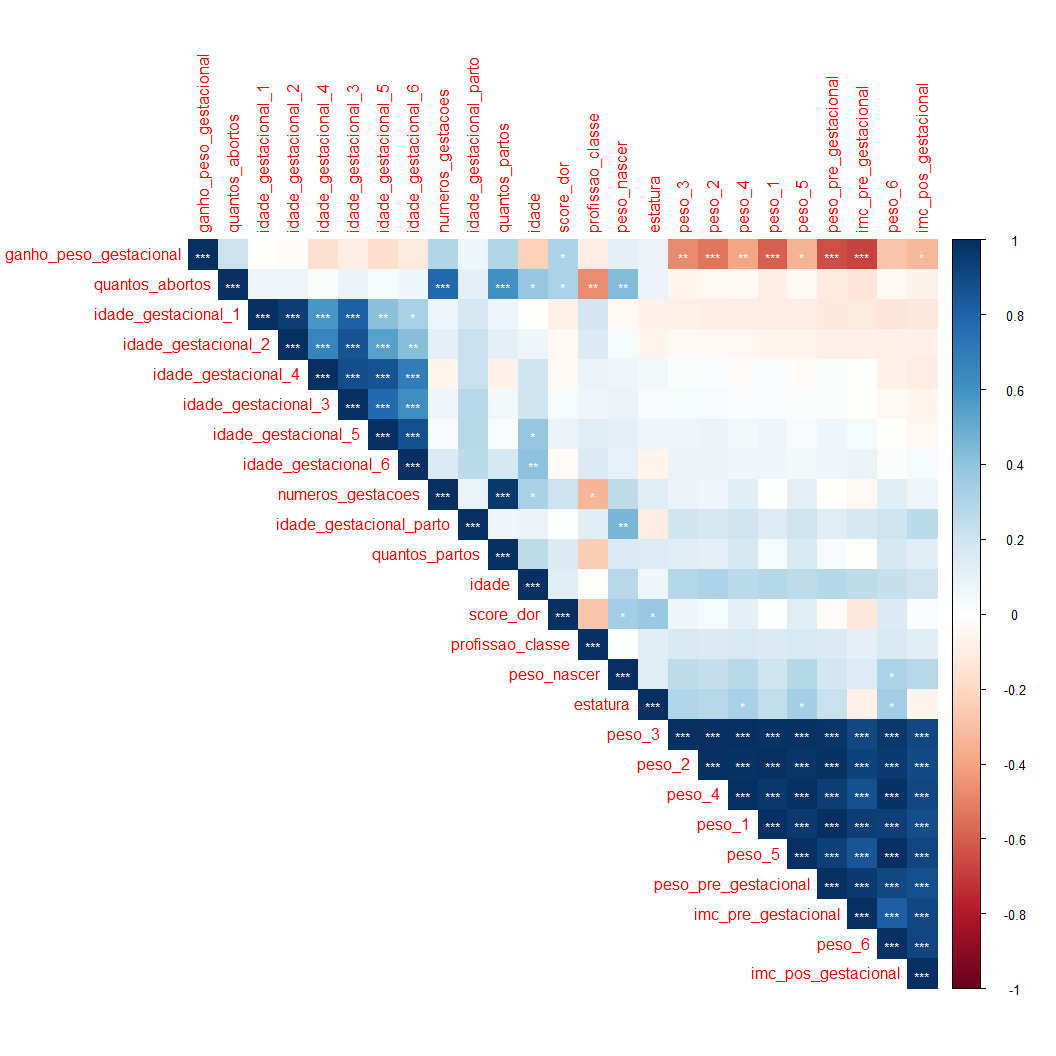 ganho_peso_gestacional
quantos_abortos
idade_gestacional_1
idade_gestacional_2
idade_gestacional_4
idade_gestacional_3
idade_gestacional_5
idade_gestacional_6
numeros_gestacoes
idade_gestacional_parto
quantos_partos
idade
score_dor
profissao_classe
peso_nascer
estatura
peso_3
peso_2
peso_4
peso_1
peso_5
peso_pre_gestacional
imc_pre_gestacional
peso_6
imc_pos_gestacional
ganho_peso_gestacional *** * ** *** ** *** * *** *** *
quantos_abortos *** *** *** * * ** **
idade_gestacional_1 *** *** *** *** ** *
idade_gestacional_2 *** *** *** *** **
idade_gestacional_4 *** *** *** ***
idade_gestacional_3 *** *** ***
idade_gestacional_5 *** *** *
idade_gestacional_6 *** **
numeros_gestacoes *** *** * *
idade_gestacional_parto *** **
quantos_partos ***
idade ***
score_dor *** * *
profissao_classe ***
peso_nascer *** *
estatura *** * * *
peso_3 *** *** *** *** *** *** *** *** ***
peso_2 *** *** *** *** *** *** *** ***
peso_4 *** *** *** *** *** *** ***
peso_1 *** *** *** *** *** ***
peso_5 *** *** *** *** ***
peso_pre_gestacional *** *** *** ***
imc_pre_gestacional *** *** ***
peso_6 *** ***
imc_pos_gestacional ***
1
0.8
0.6
0.4
0.2
0
-0.2
-0.4
-0.6
-0.8
-1